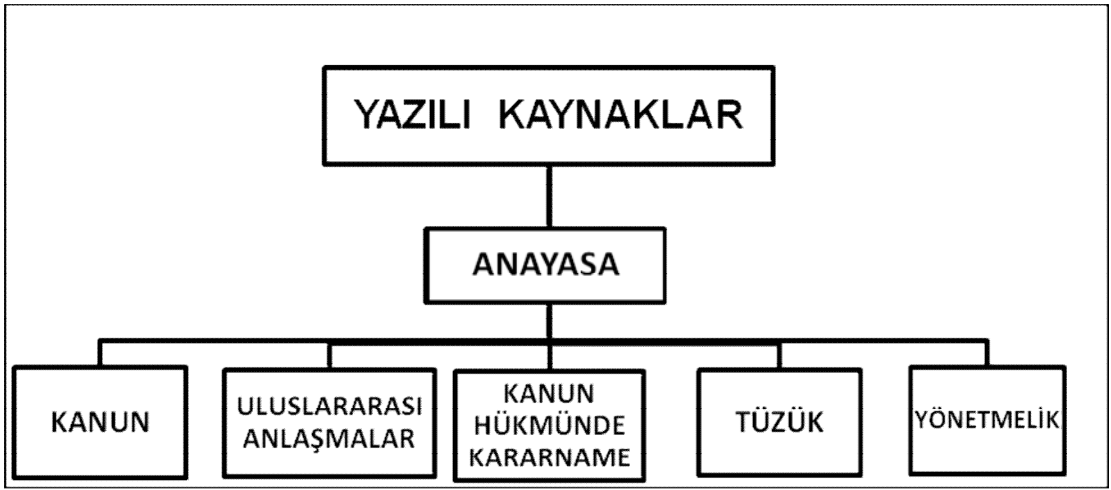 YAZILI KAYNAKLAR
ANAYASA
KANUN
ULUSLARARASI
ANLAŞMALAR
KANUN
HÜKMÜNDE
KARARNAME
TÜZÜK
YÖNETMELİK